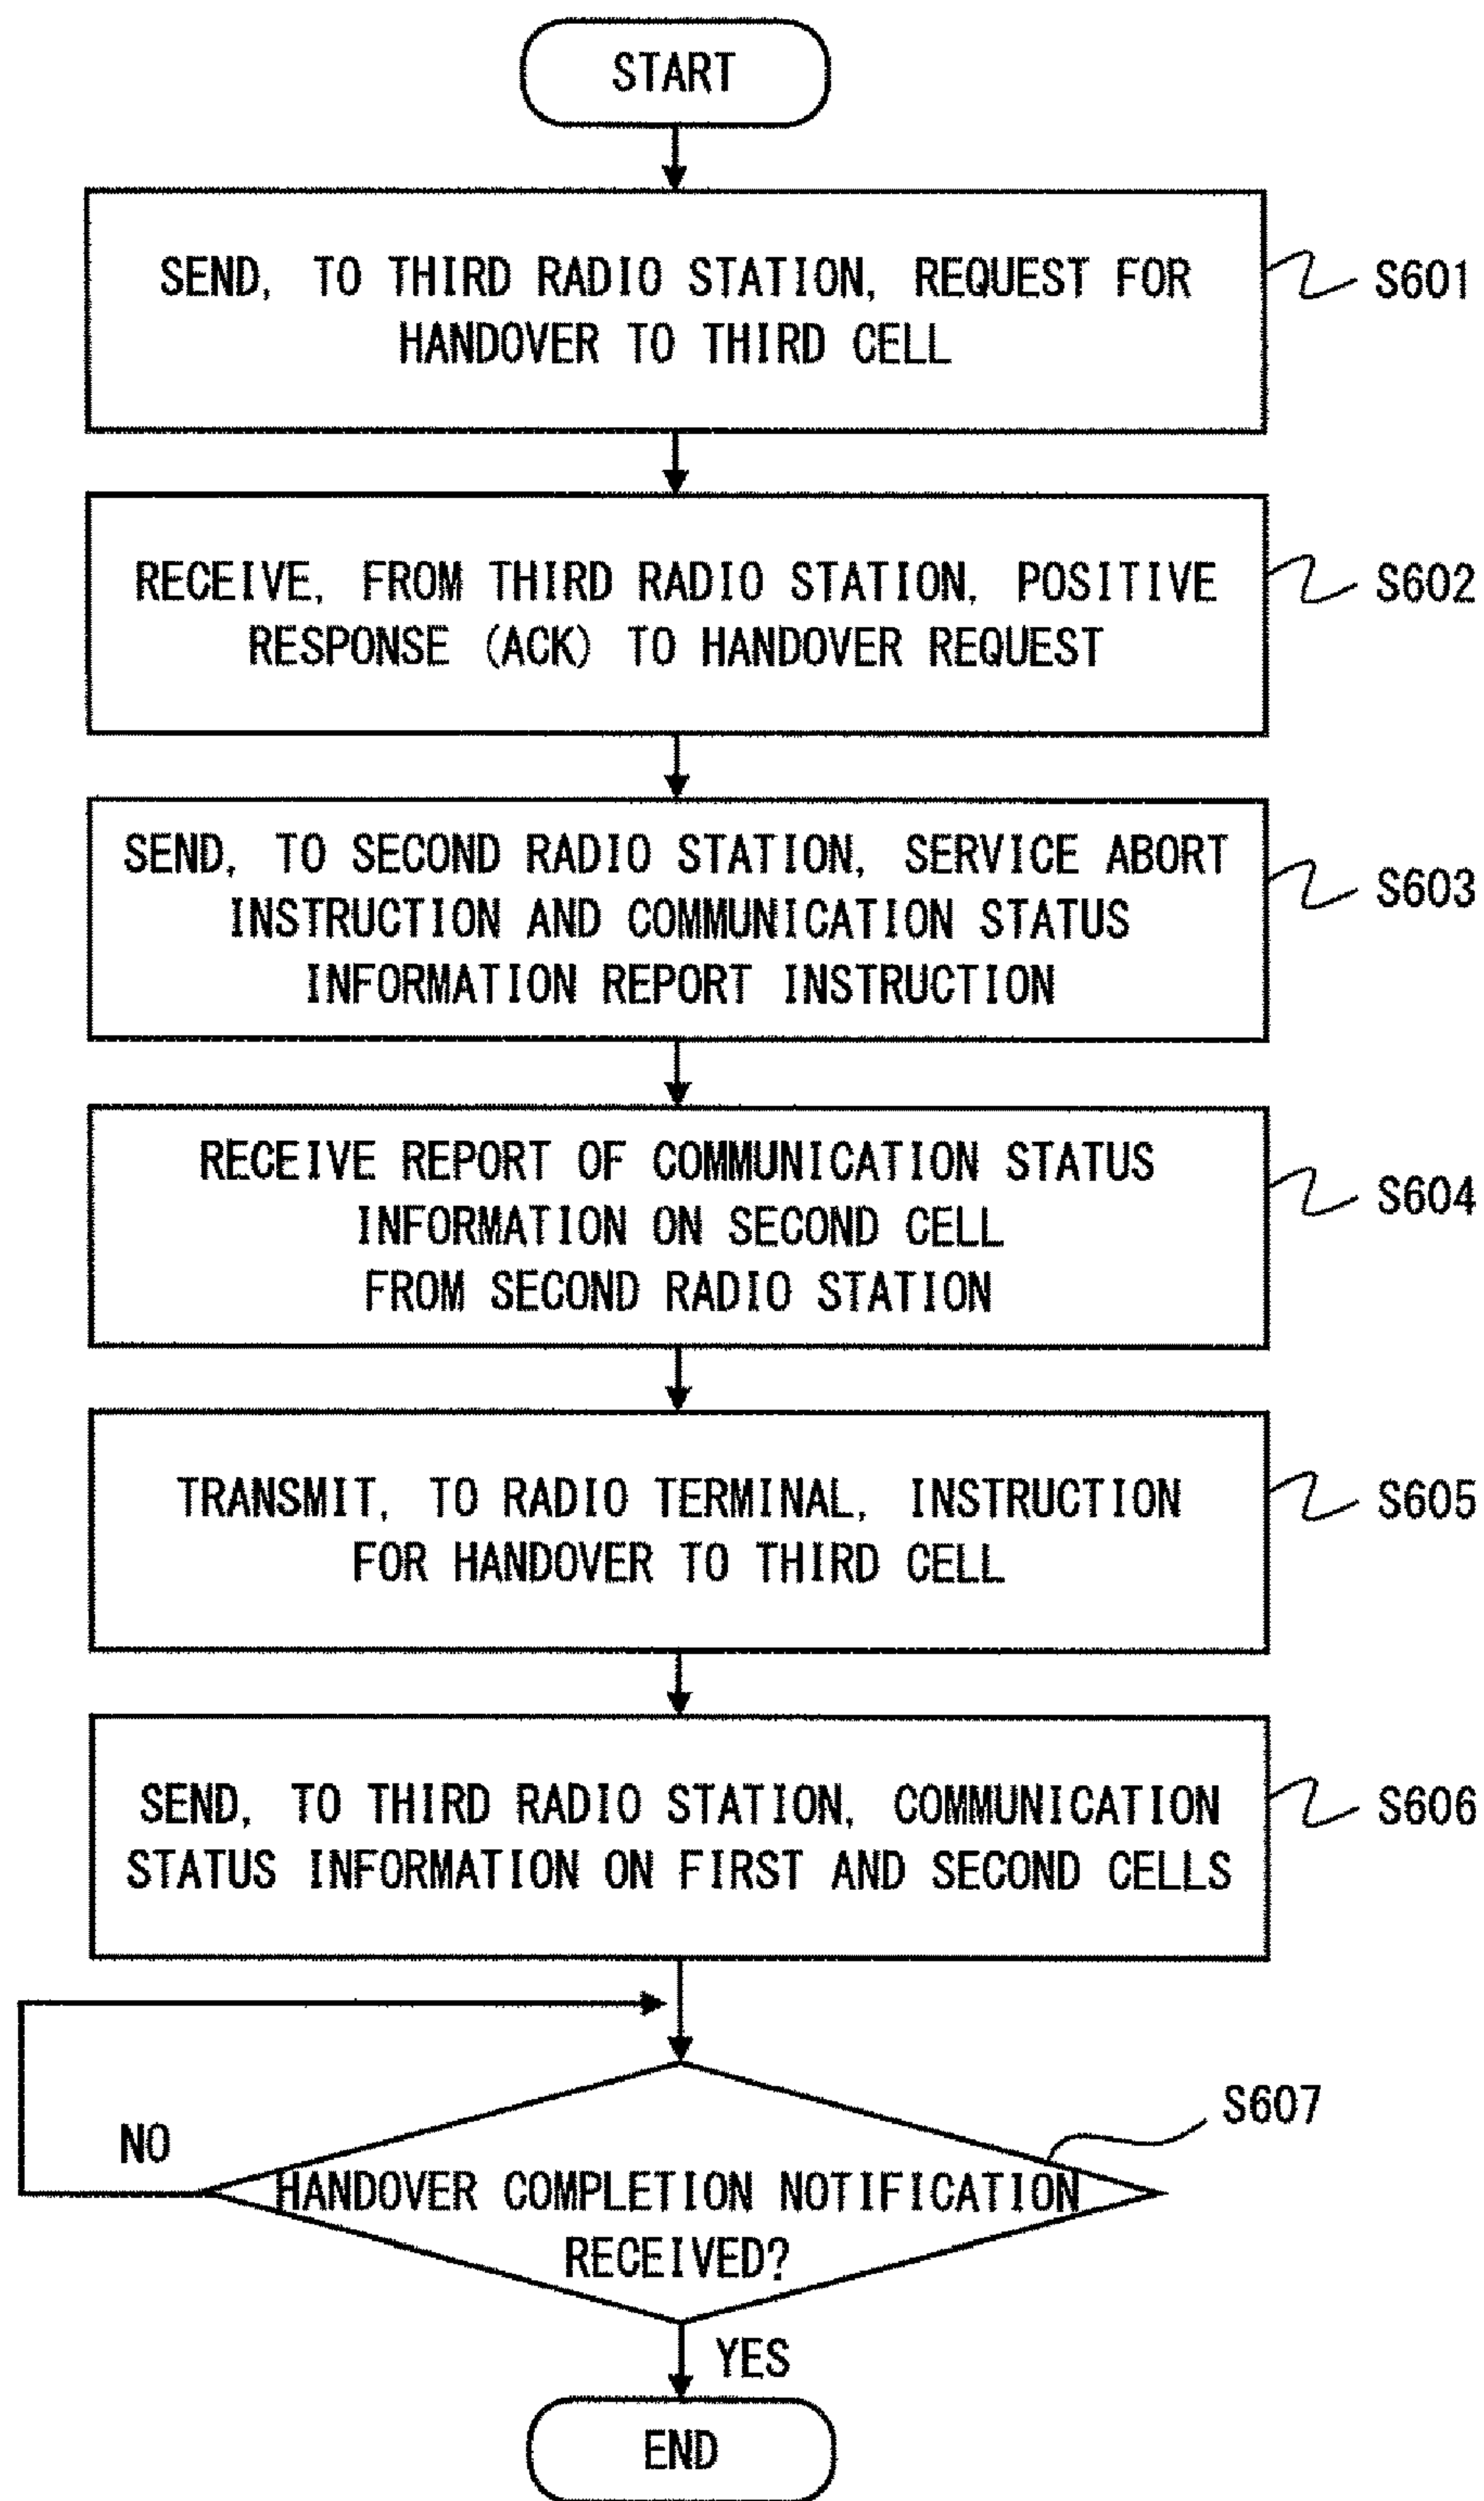 START
SEND, TO THIRD RADIO STATION, REQUEST FOR
HANDOVER TO THIRD CELL
S601
RECEIVE, FROM THIRD RADIO STATION, POSITIVE
RESPONSE (ACK) TO HANDOVER REQUEST
S602
SEND, TO SECOND RADIO STATION, SERVICE ABORT
INSTRUCTION AND COMMUNICATION STATUS
INFORMATION REPORT INSTRUCTION
S603
RECEIVE REPORT OF COMMUNICATION STATUS
INFORMATION ON SECOND CELL
FROM SECOND RADIO STATION
S604
TRANSMIT, TO RADIO TERMINAL, INSTRUCTION
FOR HANDOVER TO THIRD CELL
S605
SEND, TO THIRD RADIO STATION, COMMUNICATION
STATUS INFORMATION ON FIRST AND SECOND CELLS
S606
S607
NO
HANDOVER COMPLETION NOTIFICATION
RECEIVED?
YES
END